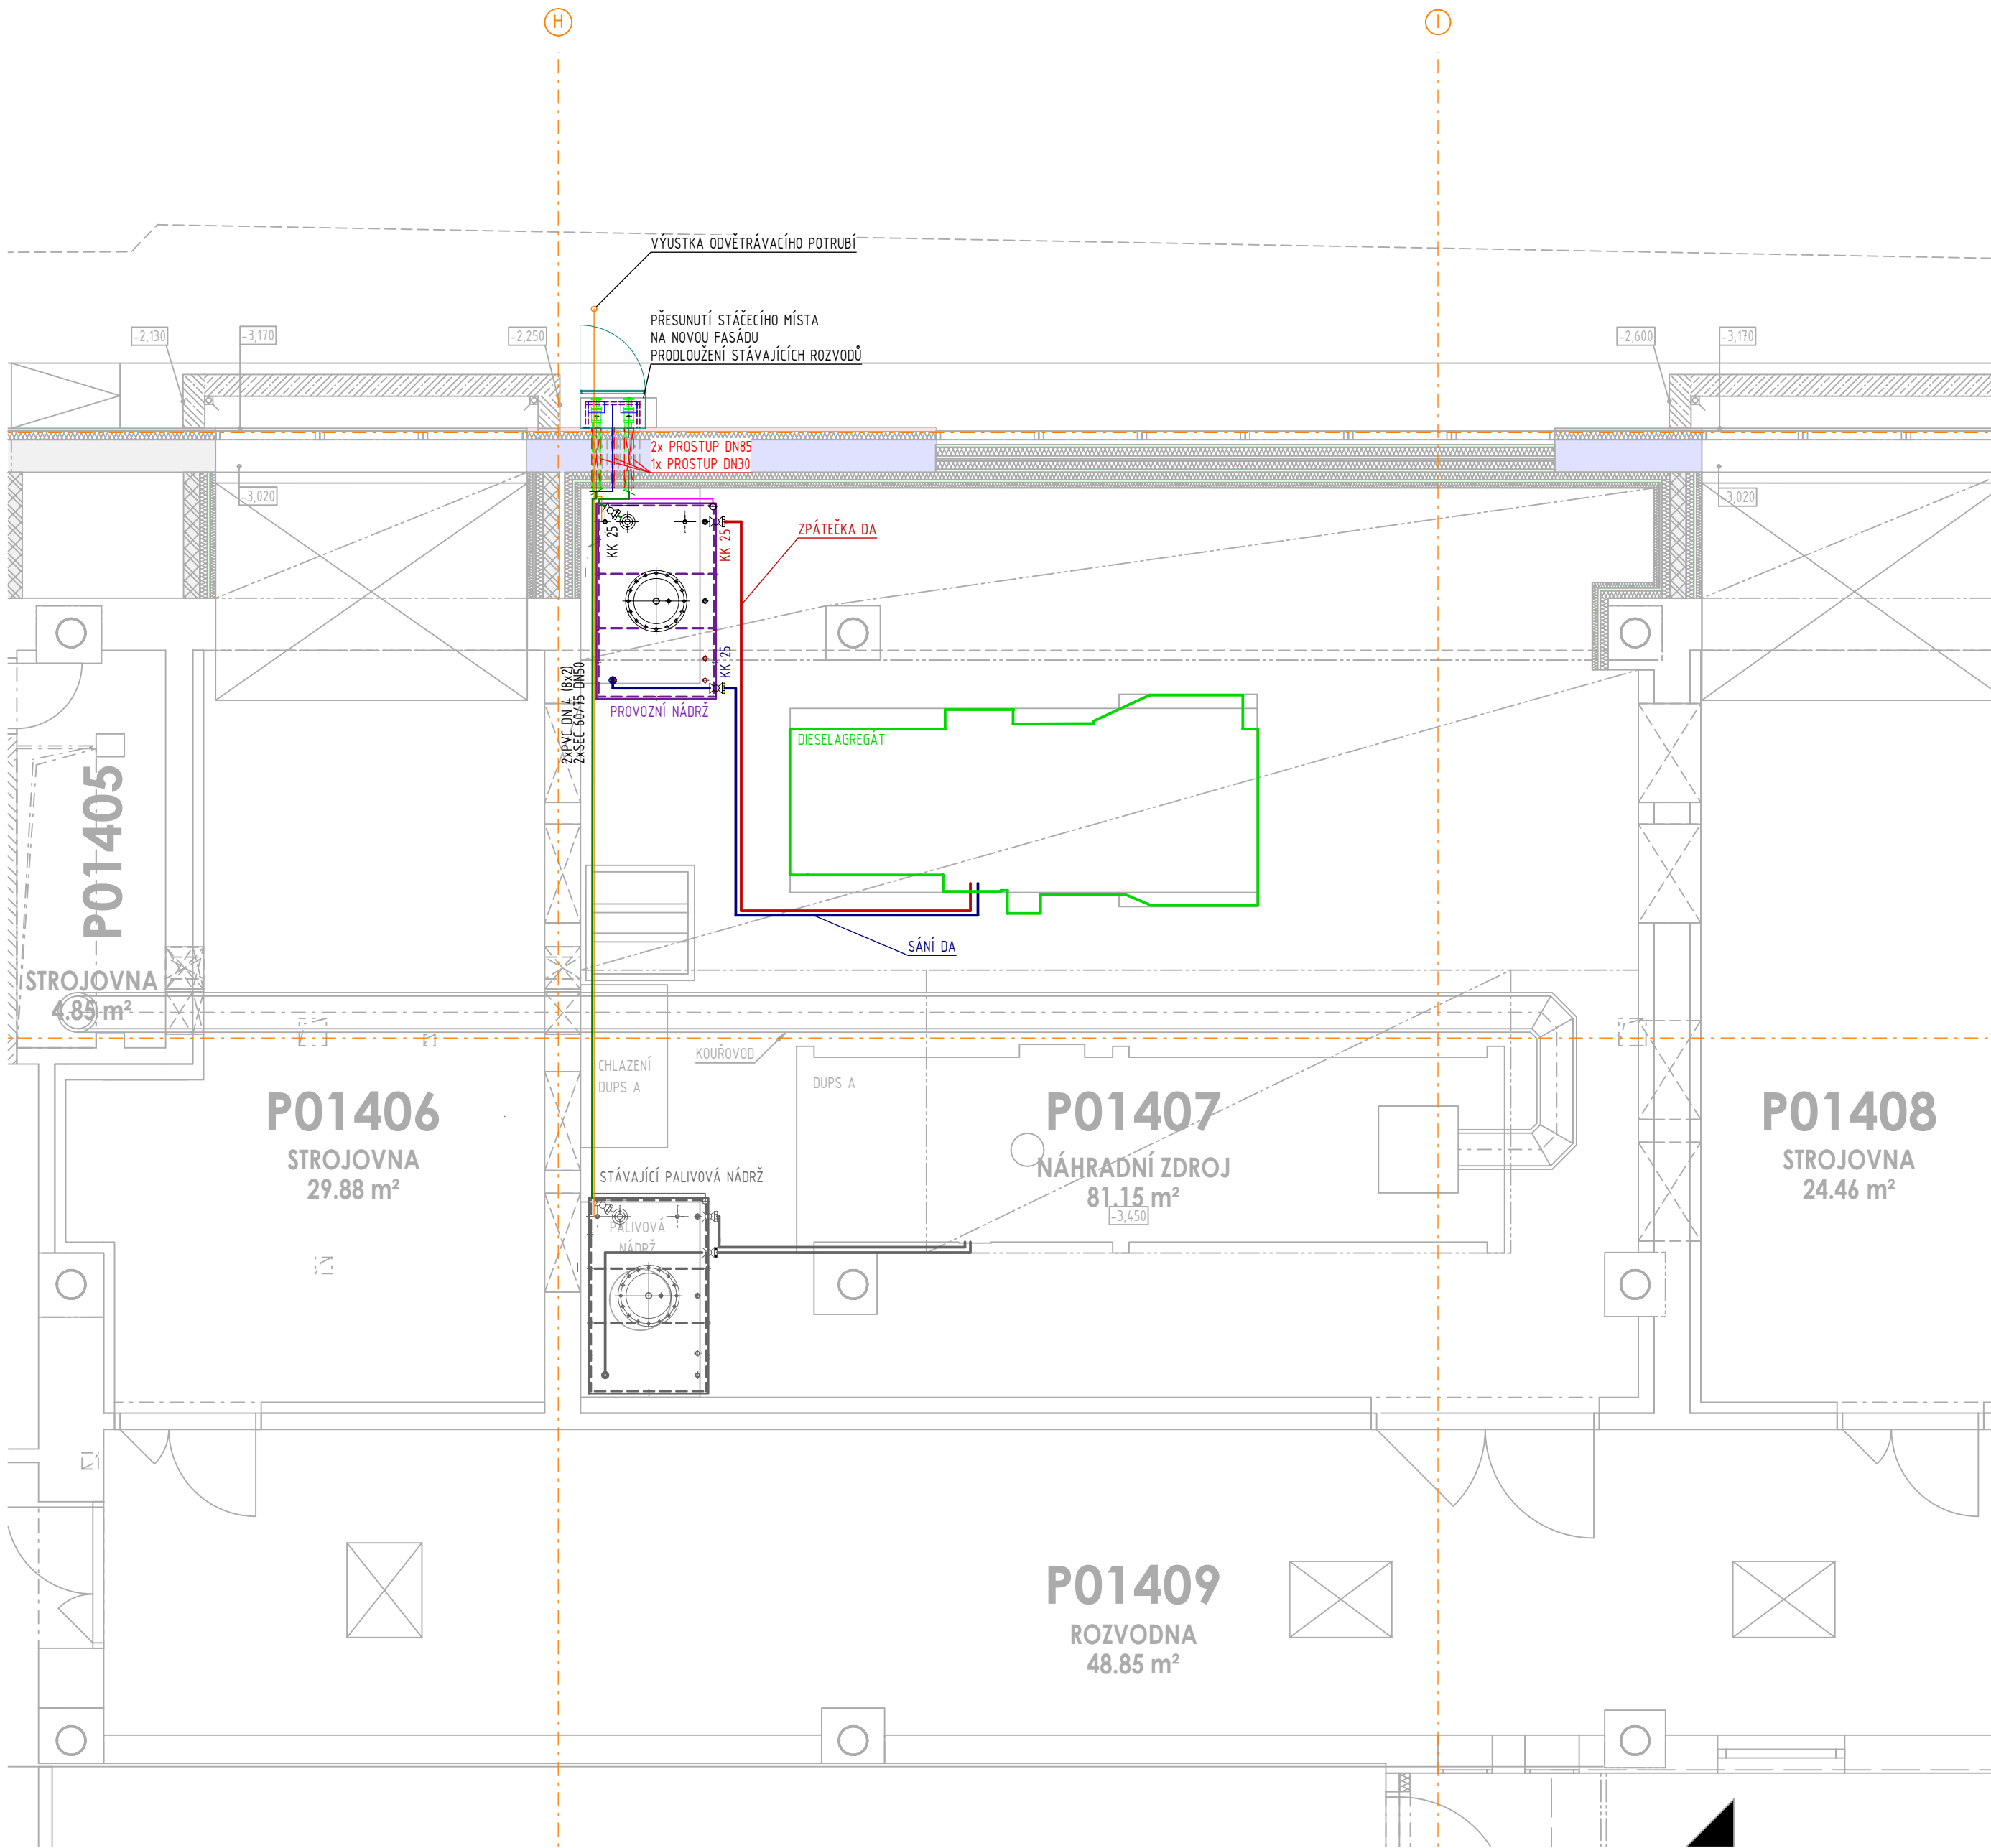 H
I
VÝUSTKA ODVĚTRÁVACÍHO POTRUBÍ
PŘESUNUTÍ STÁČECÍHO MÍSTA
NA NOVOU FASÁDU
PRODLOUŽENÍ STÁVAJÍCÍCH ROZVODŮ
-2,130
-3,170
-2,250
-2,600
-3,170
2x PROSTUP DN85
1x PROSTUP DN30
-3,020
-3,020
KK 25
KK 25
ZPÁTEČKA DA
KK 25
2xPVC DN 4 (8x2)
2xSEC 60/75 DN50
PROVOZNÍ NÁDRŽ
DIESELAGREGÁT
SÁNÍ DA
P01405
STROJOVNA
4.85 m²
KOUŘOVOD
CHLAZENÍ
DUPS A
DUPS A
P01406
STROJOVNA
29.88 m²
P01407
NÁHRADNÍ ZDROJ
81.15 m²
-3,450
P01408
STROJOVNA
24.46 m²
STÁVAJÍCÍ PALIVOVÁ NÁDRŽ
PALIVOVÁ
NÁDRŽ
P01409
ROZVODNA
48.85 m²